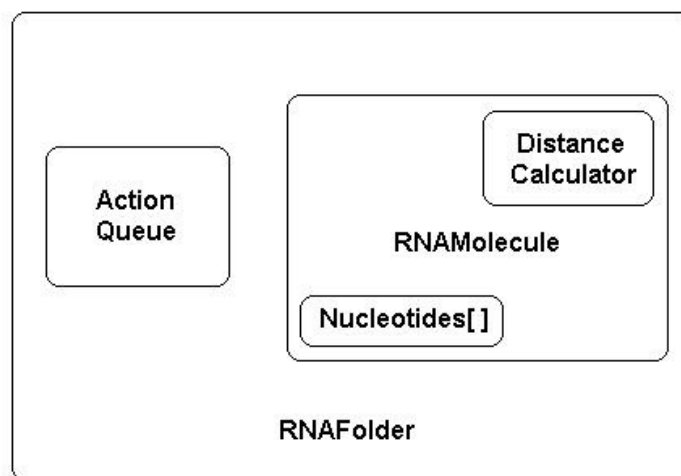 Distance
Calculator
Action
Queue
RNAMolecule
Nucleotides[ ]
RNAFolder